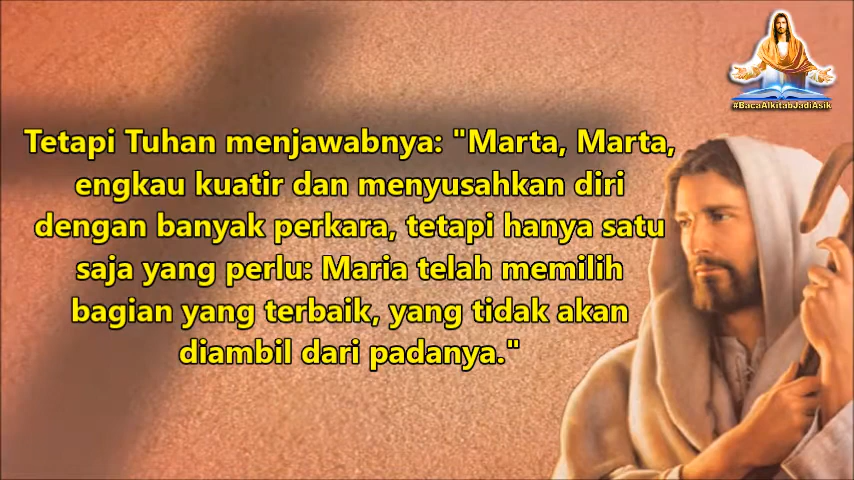 #BacaAlkitabJadiAsik
Tetapi Tuhan menjawabnya: "Marta, Marta,
engkau kuatir dan menyusahkan diri
dengan banyak perkara, tetapi hanya satu
saja yang perlu: Maria telah memilih
bagian yang terbaik, yang tidak akan
diambil dari padanya."